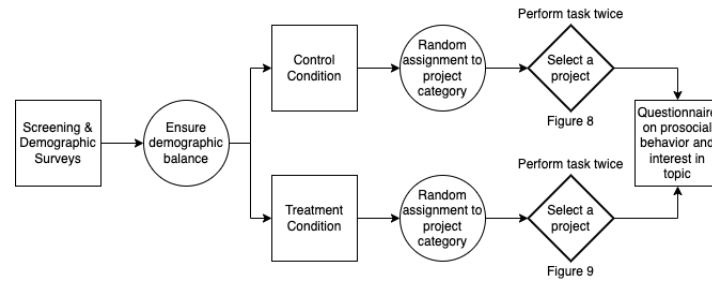 Screening &
Demographic
Surveys
Ensure
demographic
balance
Control
Condition
Random
assignment to
project
category
Perform task twice
Select a
project
Figure 8
Treatment
Condition
Random
assignment to
project
category
Perform task twice
Select a
project
Figure 9
Questionnaire
on prosocial
behavior and
interest in
topic